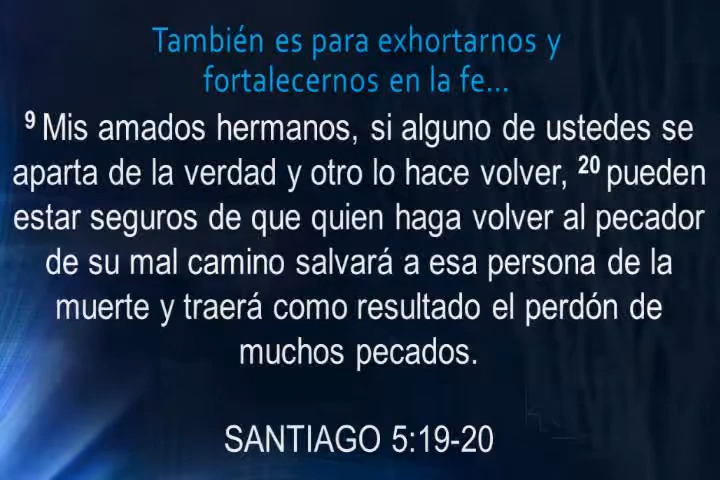 También es para exhortarnos y
fortalecernos en la fe...
9 Mis amados hermanos, si alguno de ustedes se
aparta de la verdad y otro lo hace volver, 20 pueden
estar seguros de que quien haga volver al pecador
de su mal camino salvará a esa persona de la
muerte y traerá como resultado el perdón de
muchos pecados.
SANTIAGO 5:19-20